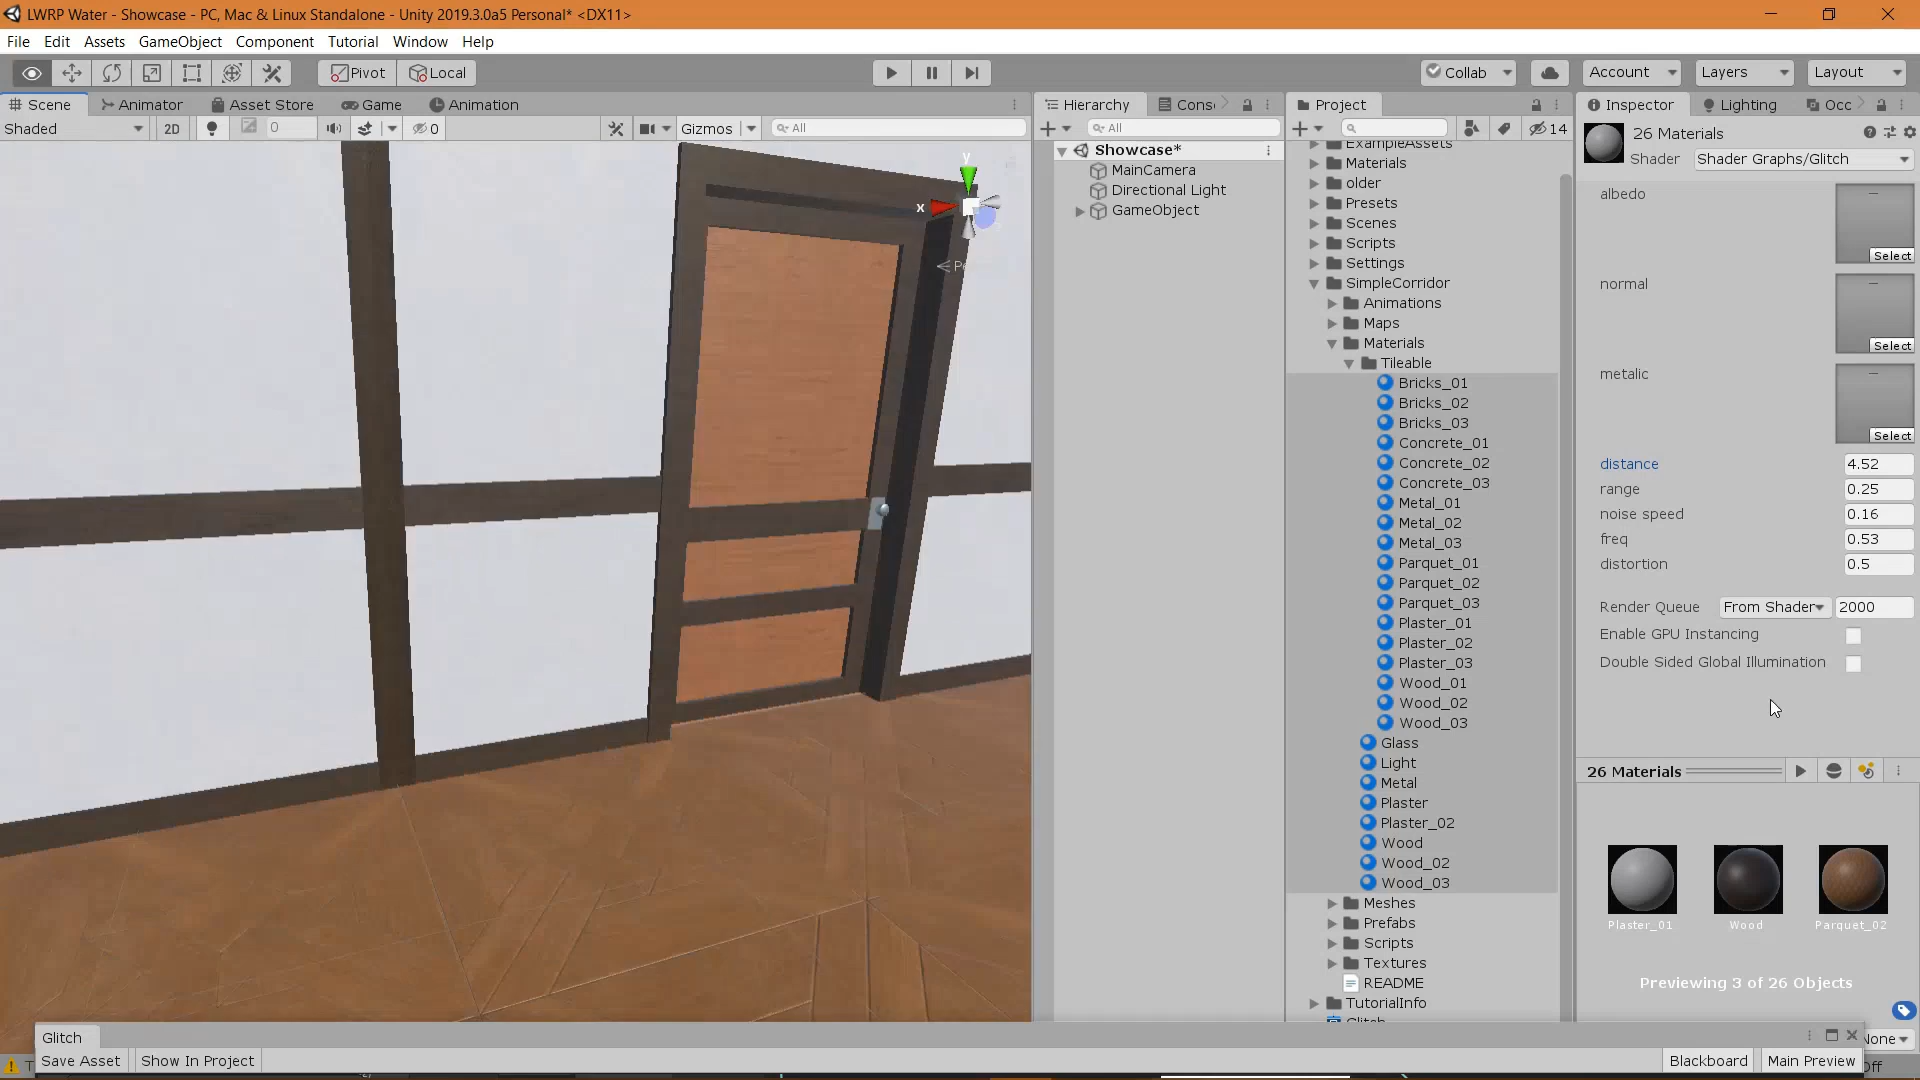 LWRP Water - Showcase - PC, Mac & Linux Standalone - Unity 2019.3.0a5 Personal* <DX11>
File Edit Assets GameObject Component Tutorial Window Help
Pivot Local Collab Account Layers Layout
Scene Animator Asset Store Game Animation
Shaded 2D 0 0 Gizmos All
y
x
Hierarchy Cons
All
Showcase*
MainCamera
Directional Light
GameObject
Project
14
ExampleAssets
Materials
older
Presets
Scenes
Scripts
Settings
SimpleCorridor
Animations
Maps
Materials
Tileable
Bricks_01
Bricks_02
Bricks_03
Concrete_01
Concrete_02
Concrete_03
Metal_01
Metal_02
Metal_03
Parquet_01
Parquet_02
Parquet_03
Plaster_01
Plaster_02
Plaster_03
Wood_01
Wood_02
Wood_03
Glass
Light
Metal
Plaster
Plaster_02
Wood
Wood_02
Wood_03
Meshes
Prefabs
Scripts
Textures
README
TutorialInfo
Glitch
Inspector Lighting Occ
26 Materials
Shader Shader Graphs/Glitch
albedo
Select
normal
Select
metalic
Select
distance 4.52
range 0.25
noise speed 0.16
freq 0.53
distortion 0.5
Render Queue From Shader 2000
Enable GPU Instancing
Double Sided Global Illumination
26 Materials
Plaster_01 Wood Parquet_02
Previewing 3 of 26 Objects
None
Glitch
Save Asset Show In Project Blackboard Main Preview